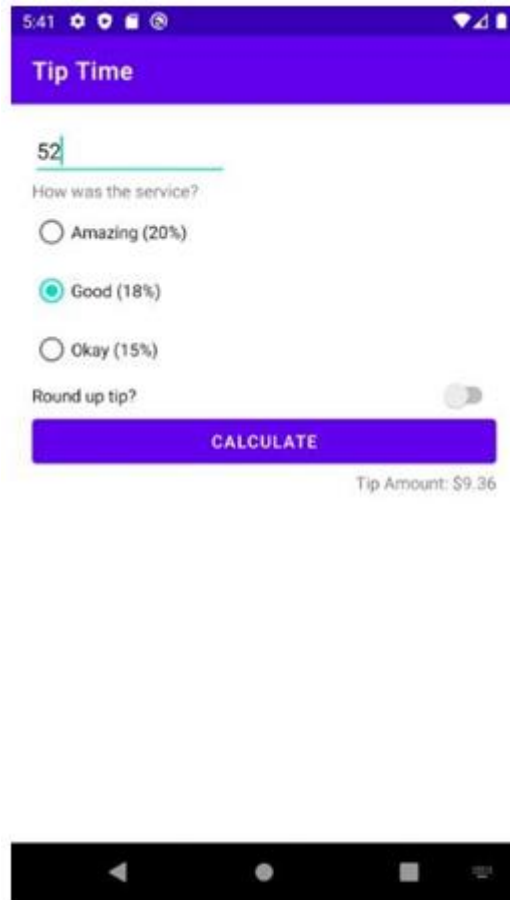 5:41
Tip Time
52
How was the service?
Amazing (20%)
Good (18%)
Okay (15%)
Round up tip?
CALCULATE
Tip Amount: $9.36